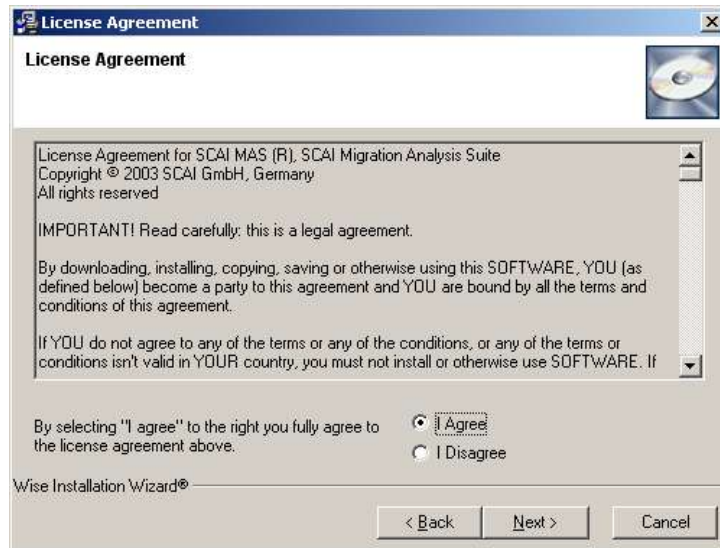 License Agreement
License Agreement
License Agreement for SCAI MAS (R), SCAI Migration Analysis Suite
Copyright © 2003 SCAI GmbH, Germany
All rights reserved
IMPORTANT! Read carefully: this is a legal agreement.
By downloading, installing, copying, saving or otherwise using this SOFTWARE, YOU (as
defined below) become a party to this agreement and YOU are bound by all the terms and
conditions of this agreement.
If YOU do not agree to any of the terms or any of the conditions, or any of the terms or
conditions isn't valid in YOUR country, you must not install or otherwise use SOFTWARE. If
By selecting "I agree" to the right you fully agree to
the license agreement above.
I Agree
I Disagree
Wise Installation Wizard®
< Back
Next >
Cancel